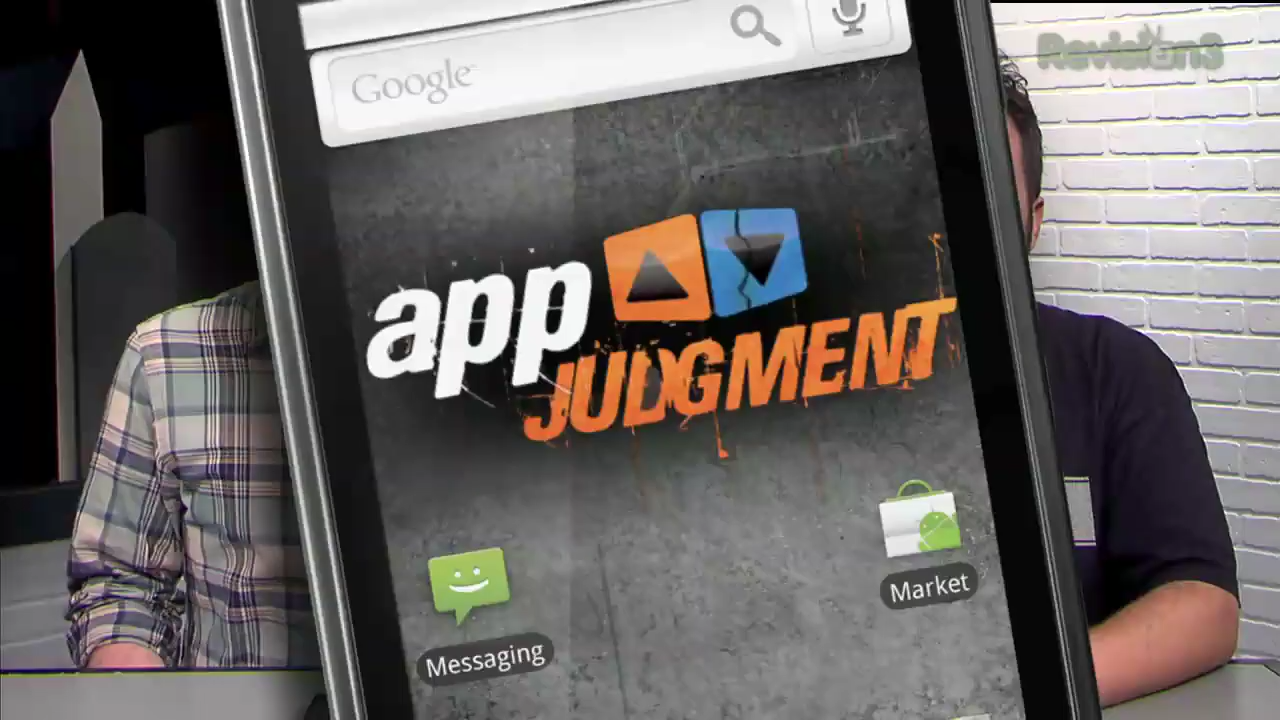 Google
Revision3
app
JUDGMENT
Market
Messaging